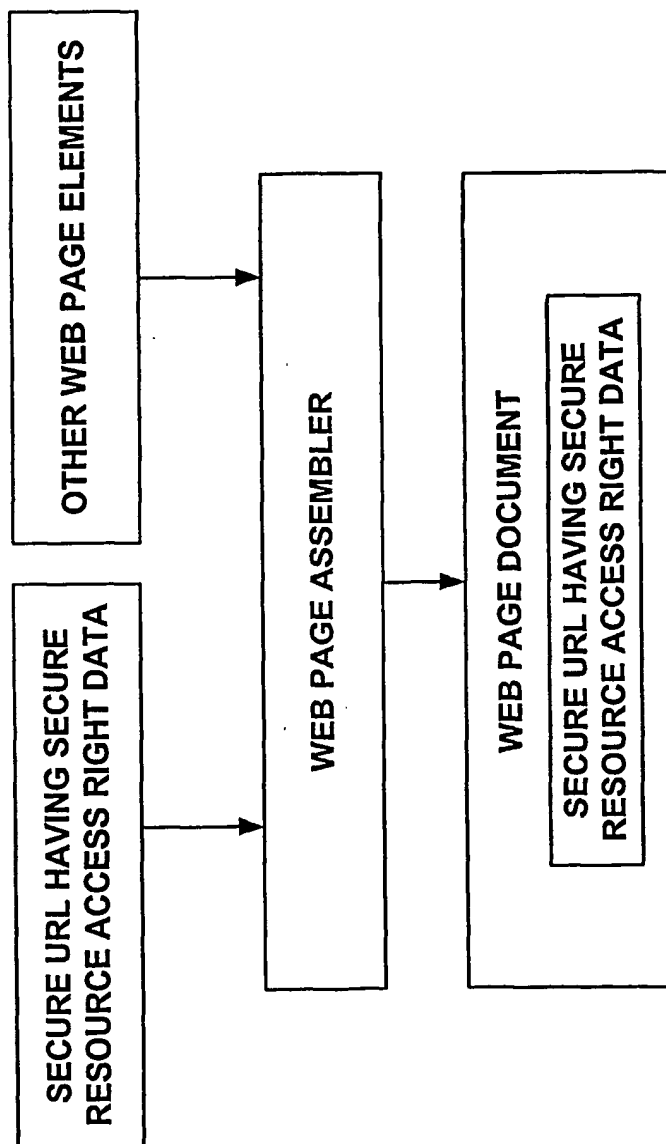 SECURE URL HAVING SECURE
RESOURCE ACCESS RIGHT DATA
OTHER WEB PAGE ELEMENTS
WEB PAGE ASSEMBLER
WEB PAGE DOCUMENT
SECURE URL HAVING SECURE
RESOURCE ACCESS RIGHT DATA